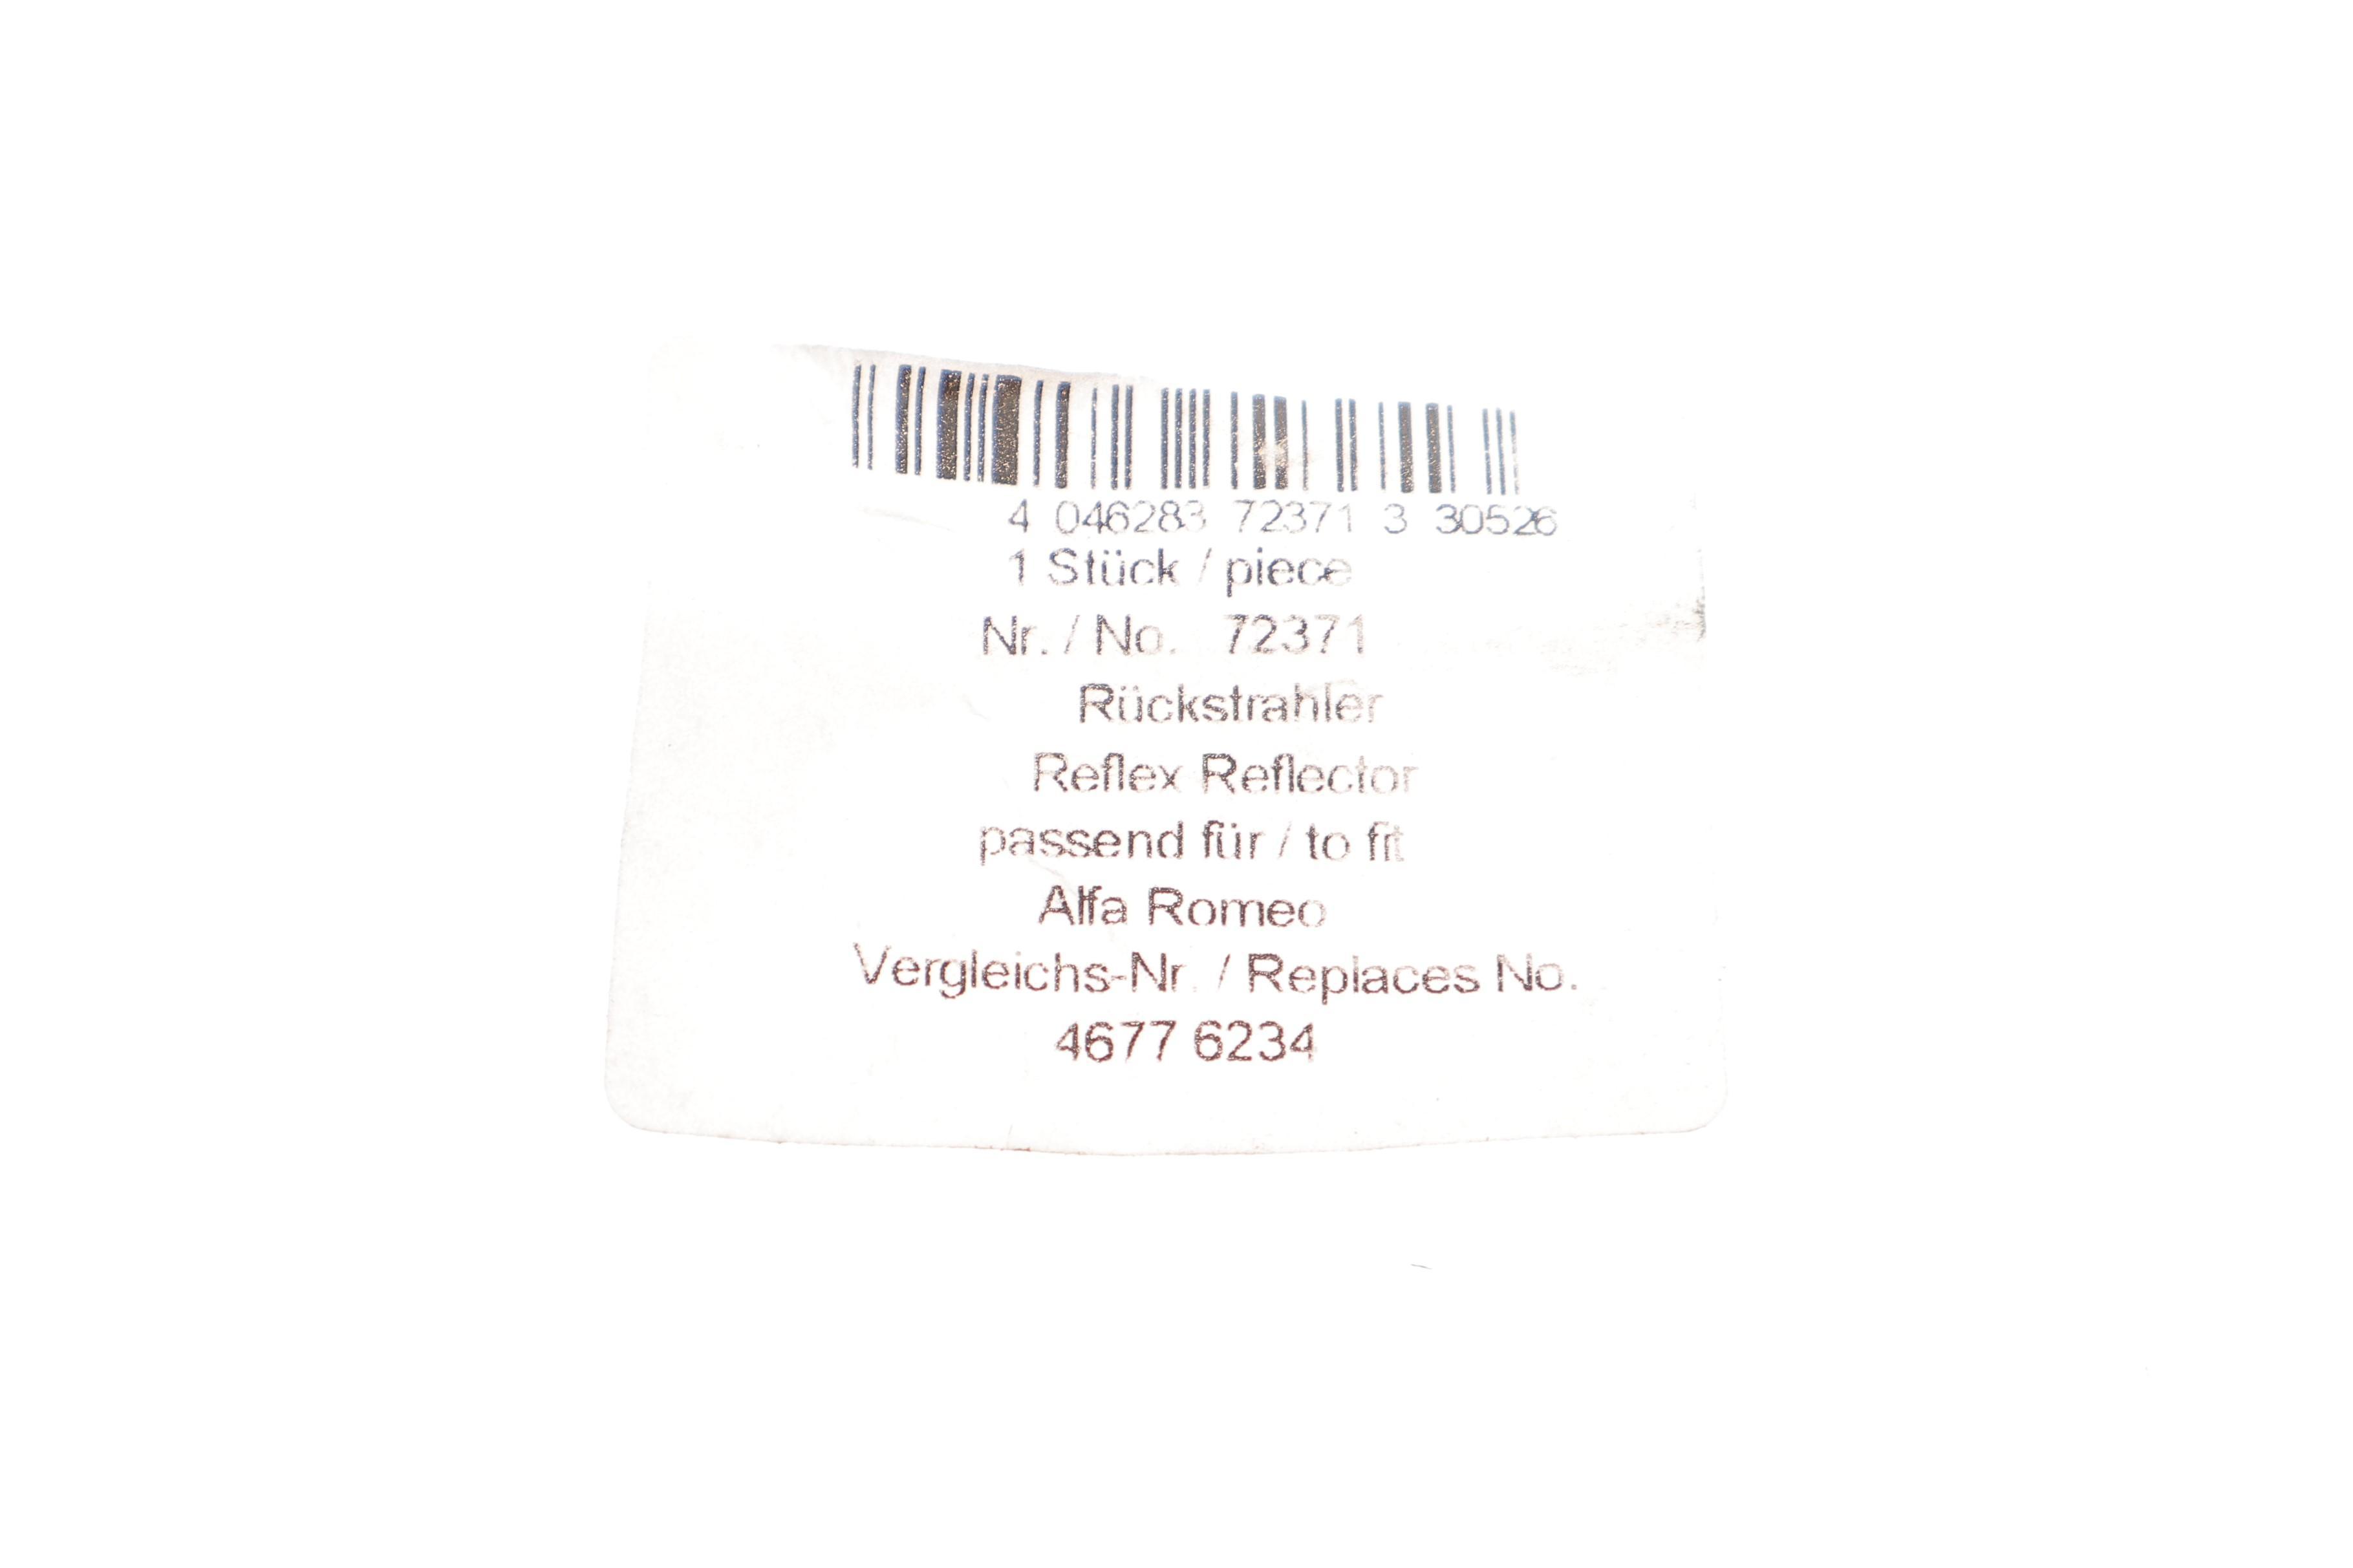 4 046283 72371 3 30526
1 Stück / piece
Nr. / No. 72371
Rückstrahler
Reflex Reflector
passend für / to fit
Alfa Romeo
Vergleichs-Nr. / Replaces No.
4677 6234